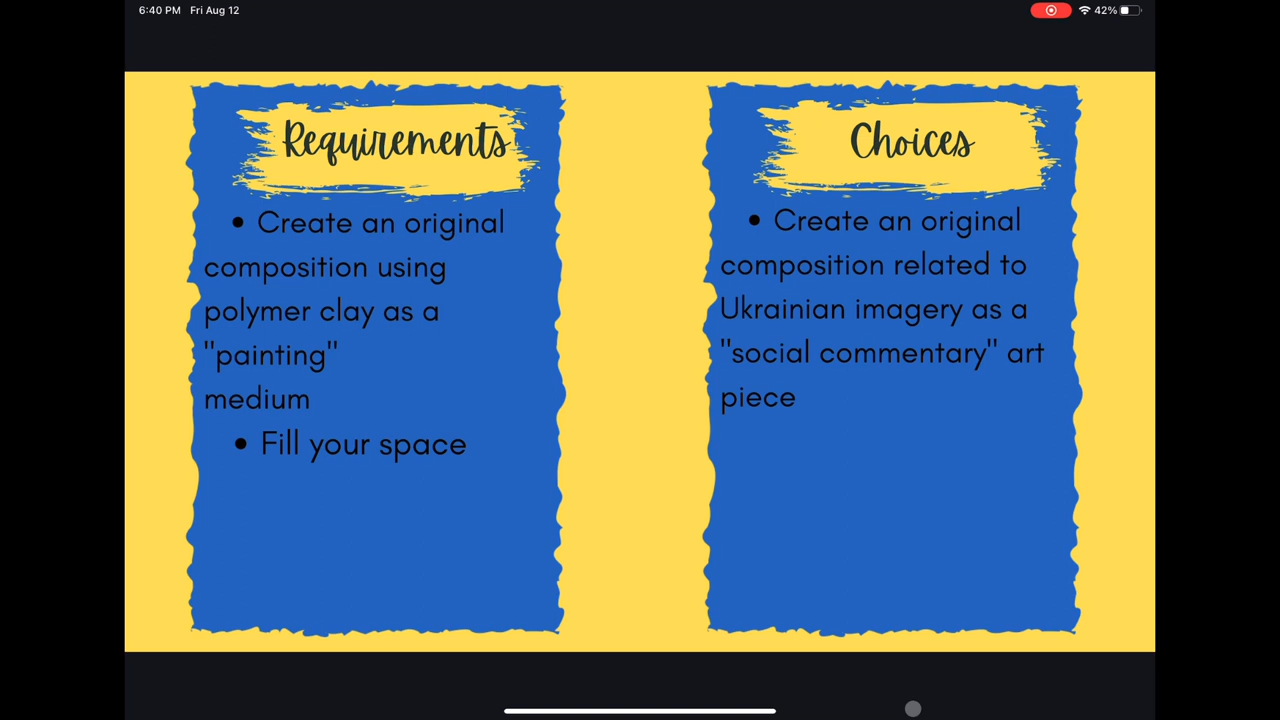 6:40 PM Fri Aug 12
42%
Requirements
• Create an original
composition using
polymer clay as a
"painting"
medium
• Fill your space
Choices
• Create an original
composition related to
Ukrainian imagery as a
"social commentary" art
piece